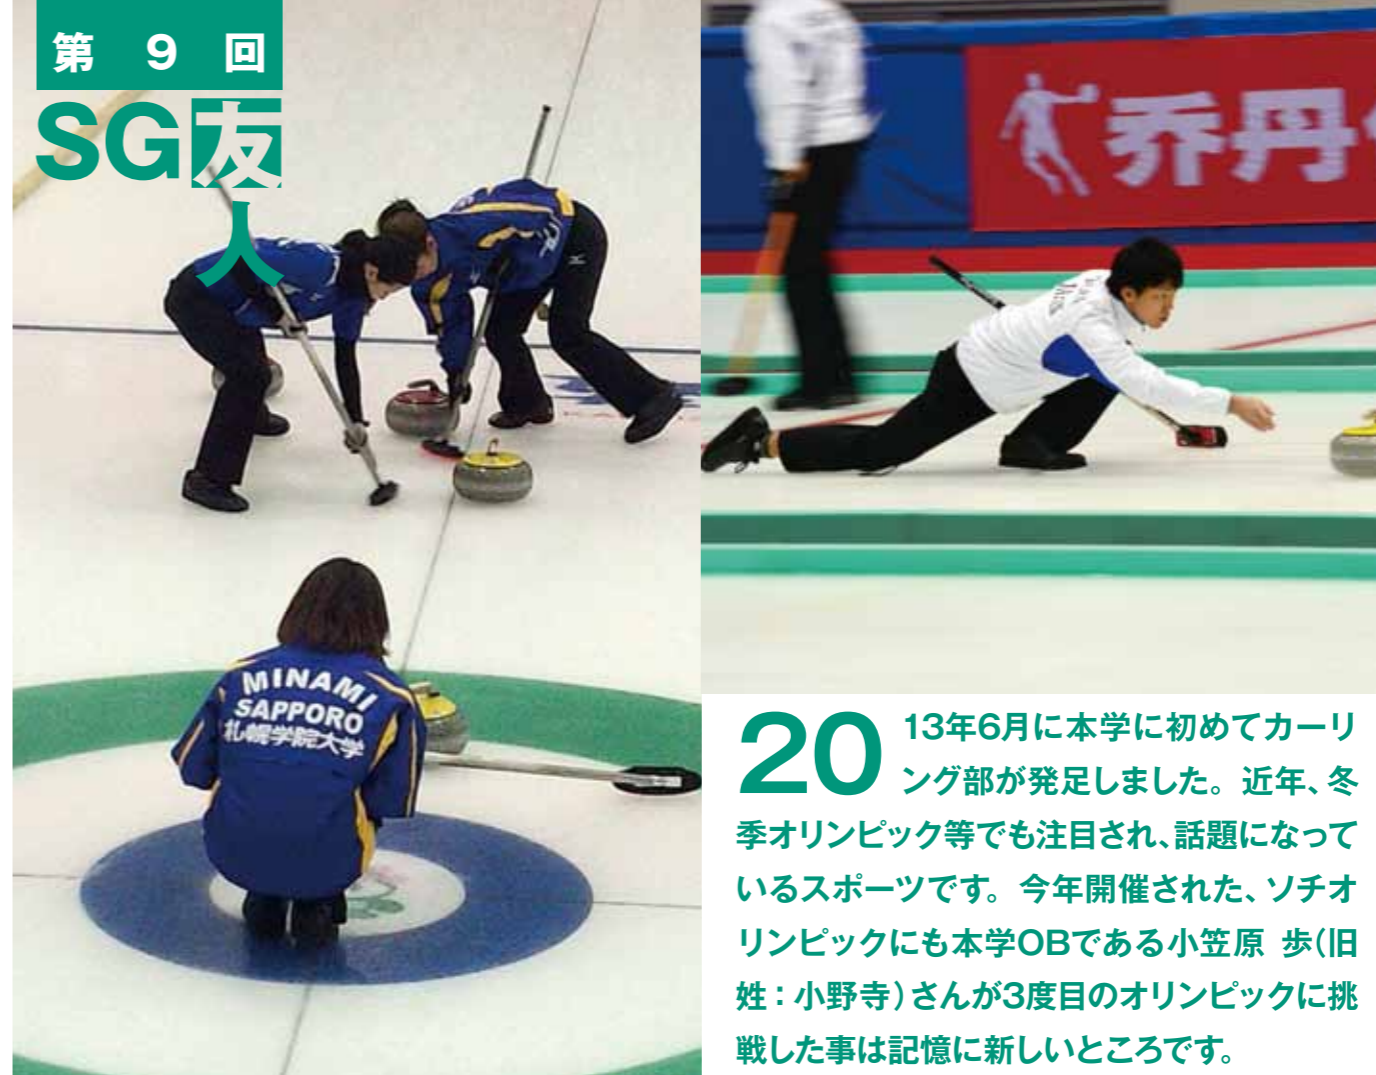 第9回
SG友人
乔丹
MINAMI
SAPPORO
札幌学院大学
2013年6月に本学に初めてカーリ
ング部が発足しました。近年、冬
季オリンピック等でも注目され、話題になって
いるスポーツです。今年開催された、ソチオ
リンピックにも本学OBである小笠原 歩(旧
姓：小野寺)さんが3度目のオリンピックに挑
戦した事は記憶に新しいところです。